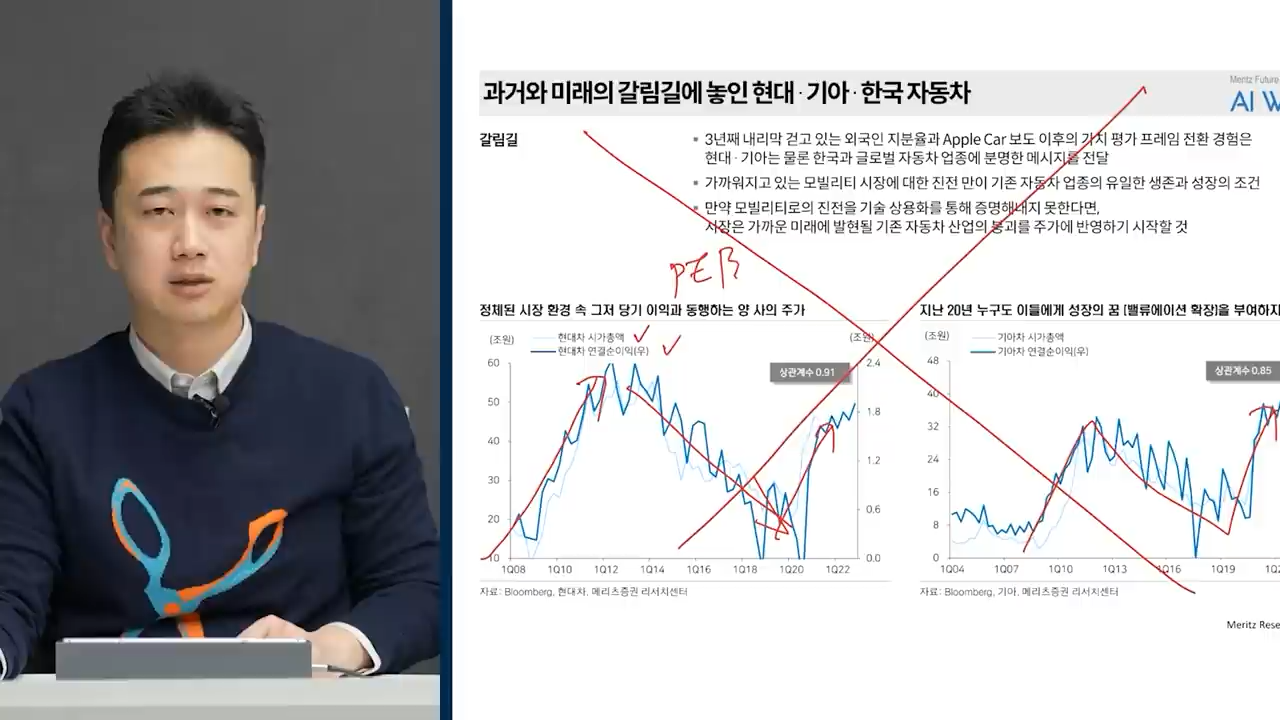 Meritz Future
AI W
과거와 미래의 갈림길에 놓인 현대 · 기아 · 한국 자동차
갈림길
▪ 3년째 내리막 걷고 있는 외국인 지분율과 Apple Car 보도 이후의 가치 평가 프레임 전환 경험은
현대 · 기아는 물론 한국과 글로벌 자동차 업종에 분명한 메시지를 전달
▪ 가까워지고 있는 모빌리티 시장에 대한 진전 만이 기존 자동차 업종의 유일한 생존과 성장의 조건
▪ 만약 모빌리티로의 진전을 기술 상용화를 통해 증명해내지 못한다면,
시장은 가까운 미래에 발현될 기존 자동차 산업의 붕괴를 주가에 반영하기 시작할 것
정체된 시장 환경 속 그저 당기 이익과 동행하는 양 사의 주가
(조원)
현대차 시가총액
현대차 연결순이익(우)
(조원)
상관계수 0.91
60
50
40
30
20
10
2.4
1.8
1.2
0.6
0.0
1Q08 1Q10 1Q12 1Q14 1Q16 1Q18 1Q20 1Q22
자료: Bloomberg, 현대차, 메리츠증권 리서치센터
지난 20년 누구도 이들에게 성장의 꿈 [밸류에이션 확장]을 부여하지
(조원)
기아차 시가총액
기아차 연결순이익(우)
상관계수 0.85
48
40
32
24
16
8
0
1Q04 1Q07 1Q10 1Q13 1Q16 1Q19 1Q2
자료: Bloomberg, 기아, 메리츠증권 리서치센터
Meritz Rese